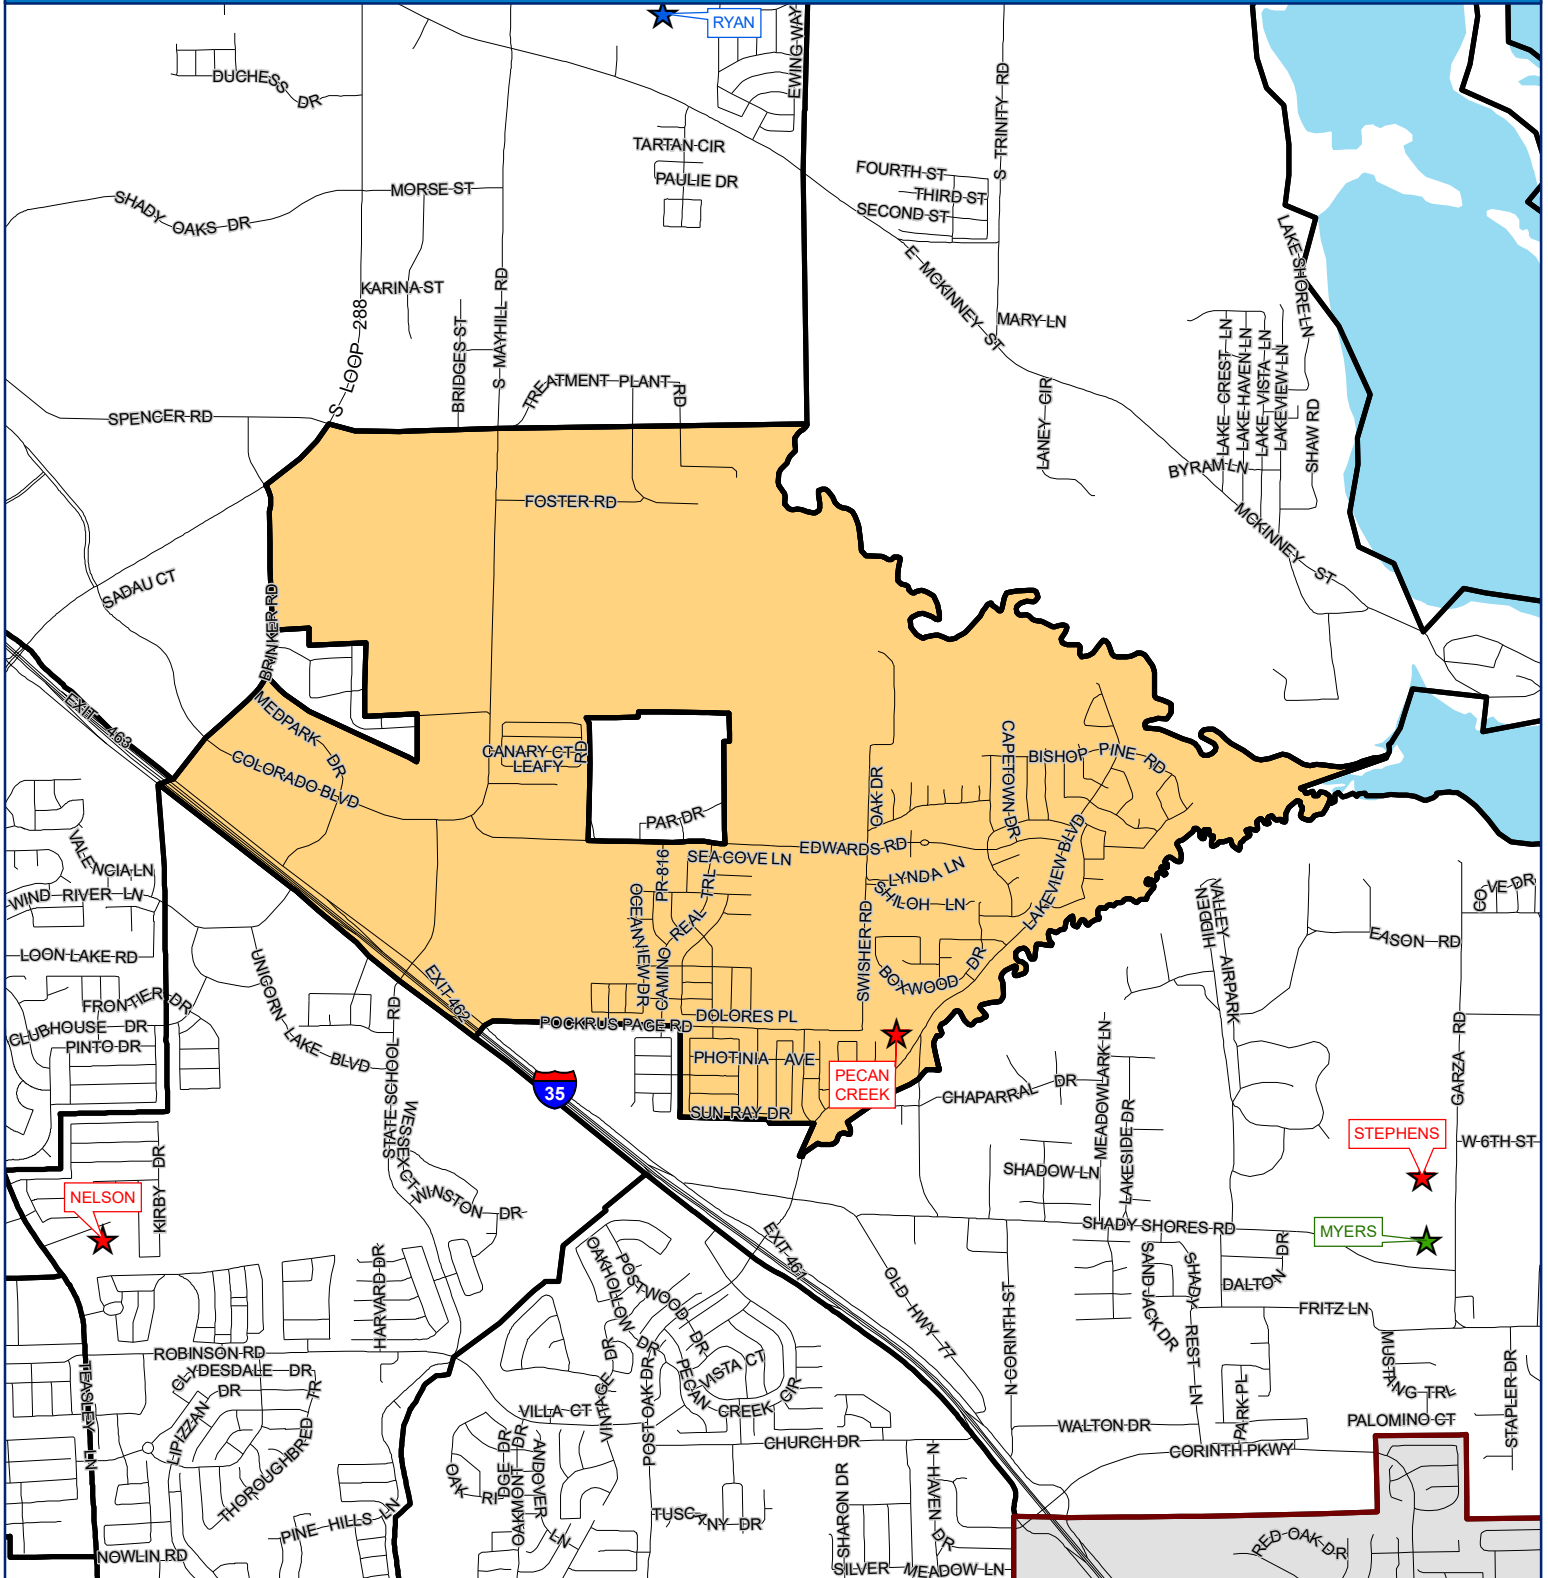 RYAN
EWING WAY
DUCHESS DR
S TRINITY RD
TARTAN CIR
PAULIE DR
FOURTH ST
THIRD ST
SECOND ST
MORSE ST
SHADY OAKS DR
LAKE SHORE LN
E MCKINNEY ST
KARINA ST
S LOOP 288
BRIDGES ST
S MAYHILL RD
MARY LN
LAKE CREST LN
LAKE HAVEN LN
LAKE VISTA LN
LAKEVIEW LN
SHAW RD
TREATMENT PLANT RD
SPENCER RD
LANEY CIR
BYRAM LN
FOSTER RD
MCKINNEY ST
SADAU CT
BRINKER RD
EXIT 463
MEDPARK DR
COLORADO BLVD
CANARY CT
LEAFY
RD
CAPETOWN DR
BISHOP PINE RD
OAK DR
PAR DR
EDWARDS RD
SEA COVE LN
LYNDA LN
SHILOH LN
LAKEVIEW BLVD
PR 816
REAL TRL
OCEANVIEW DR
CAMINO
SWISHER RD
BOXWOOD DR
VALENCIA LN
WIND RIVER LN
LOON LAKE RD
HIDDEN VALLEY AIRPARK
COVE DR
EASON RD
EXIT 462
UNICORN LAKE BLVD
FRONTIER DR
CLUBHOUSE DR
PINTO DR
STATE SCHOOL RD
POCKRUS PAGE RD
DOLORES PL
PHOTINIA AVE
SUN RAY DR
PECAN
CREEK
35
CHAPARRAL DR
MEADOWLARK LN
LAKESIDE DR
GARZA RD
STEPHENS
W 6TH ST
SHADOW LN
WESSEX CT
WINSTON DR
KIRBY DR
NELSON
SHADY SHORES RD
MYERS
EXIT 461
DALTON DR
SAND JACK DR
SHADY REST LN
OAKHOLLOW DR
POSTWOOD DR
OLD HWY 77
N CORINTH ST
FRITZ LN
HARVARD DR
ROBINSON RD
CLYDESDALE DR
DR
TEASLEY LN
LIPIZZAN
THOROUGHBRED TR
VINTAGE DR
POST OAK DR
PECAN CREEK CIR
VISTA CT
MUSTANG TRL
STAPLER DR
PARK PL
PALOMINO CT
VILLA CT
WALTON DR
CHURCH DR
CORINTH PKWY
OAK RIDGE DR
OAKMONT DR
ANDOVER LN
N HAVEN DR
SHARON DR
TUSCANY DR
PINE HILLS LN
NOWLIN RD
SILVER MEADOW LN
RED OAK DR